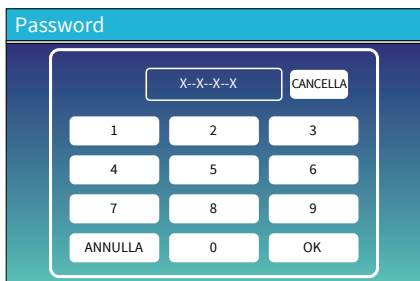 Password
X--X--X--X CANCELLA
1 2 3
4 5 6
7 8 9
ANNULLA 0 OK